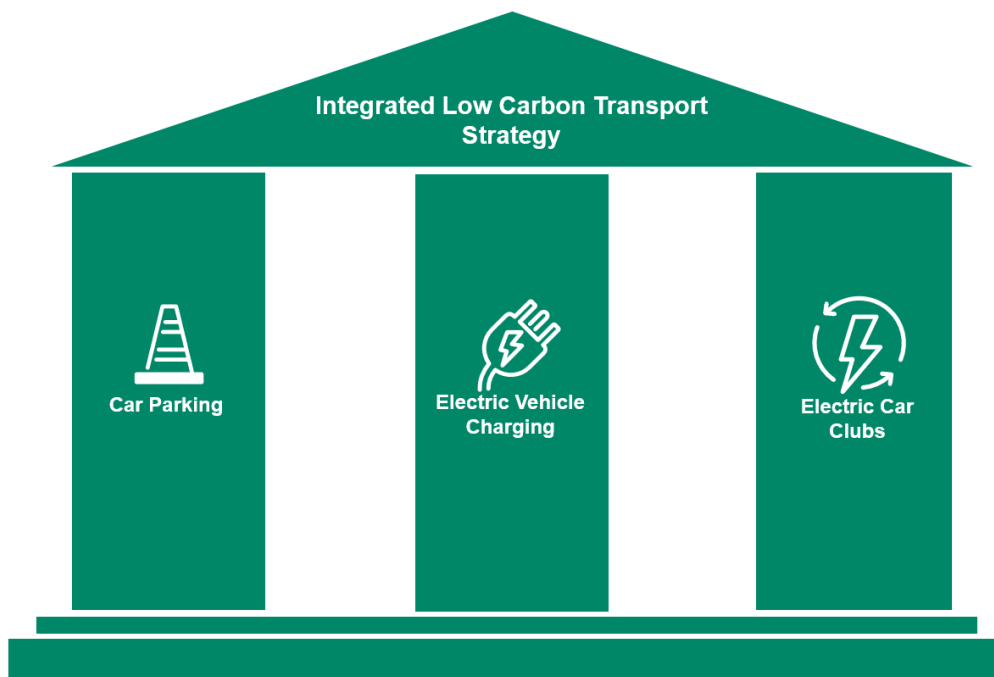 Integrated Low Carbon Transport
Strategy
Car Parking
Electric Vehicle
Charging
Electric Car
Clubs